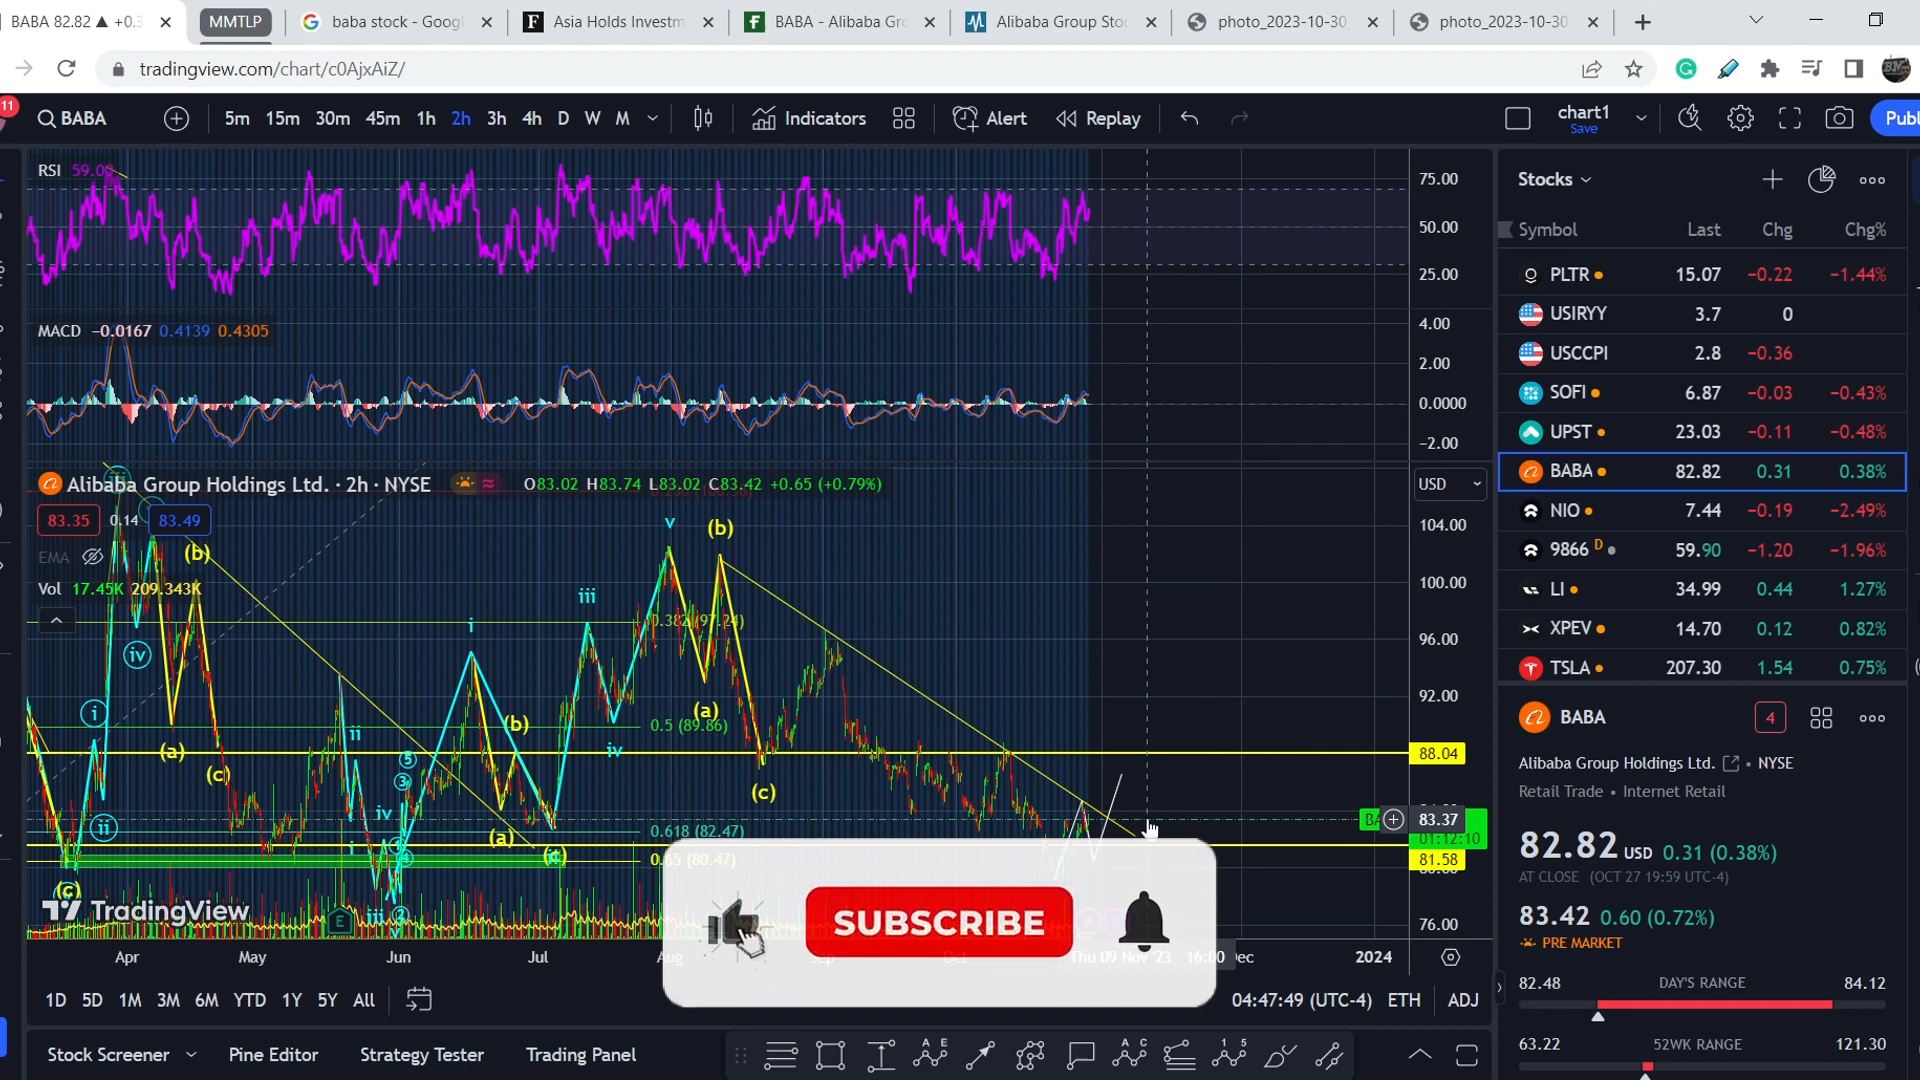 BABA 82.82 ▲ +0.3
MMTLP
baba stock - Googl
Asia Holds Investm
BABA - Alibaba Gro
Alibaba Group Stoc
photo_2023-10-30_
photo_2023-10-30
tradingview.com/chart/c0AjxAiZ/
11
BABA
5m 15m 30m 45m 1h 2h 3h 4h D W M
Indicators
Alert
Replay
chart1
Save
Publ
RSI 59.08
75.00
50.00
25.00
MACD −0.0167 0.4139 0.4305
4.00
2.00
0.0000
−2.00
Alibaba Group Holdings Ltd. · 2h · NYSE
O83.02 H83.74 L83.02 C83.42 +0.65 (+0.79%)
USD
83.35 0.14 83.49
EMA
Vol 17.45K 209.343K
104.00
100.00
96.00
92.00
88.04
83.37
01:12:10
81.58
76.00
(b)
iv
i
(a)
ii
(c)
(c)
ii
5
3
iv
i
4
iii
2
i
(b)
(a)
(c)
iii
iv
v
(b)
(a)
(c)
0.382(97.24)
0.5 (89.86)
0.618 (82.47)
0.65 (80.47)
E
TradingView
SUBSCRIBE
Apr May Jun Jul Aug Sep Oct
Thu 09 Nov '23 16:00
ec
2024
1D 5D 1M 3M 6M YTD 1Y 5Y All
04:47:49 (UTC-4) ETH ADJ
Stock Screener
Pine Editor
Strategy Tester
Trading Panel
Stocks
Symbol Last Chg Chg%
PLTR 15.07 −0.22 −1.44%
USIRYY 3.7 0
USCCPI 2.8 −0.36
SOFI 6.87 −0.03 −0.43%
UPST 23.03 −0.11 −0.48%
BABA 82.82 0.31 0.38%
NIO 7.44 −0.19 −2.49%
9866 D 59.90 −1.20 −1.96%
LI 34.99 0.44 1.27%
XPEV 14.70 0.12 0.82%
TSLA 207.30 1.54 0.75%
BABA
4
Alibaba Group Holdings Ltd. • NYSE
Retail Trade • Internet Retail
82.82 USD 0.31 (0.38%)
AT CLOSE (OCT 27 19:59 UTC-4)
83.42 0.60 (0.72%)
PRE MARKET
82.48 DAY'S RANGE 84.12
63.22 52WK RANGE 121.30